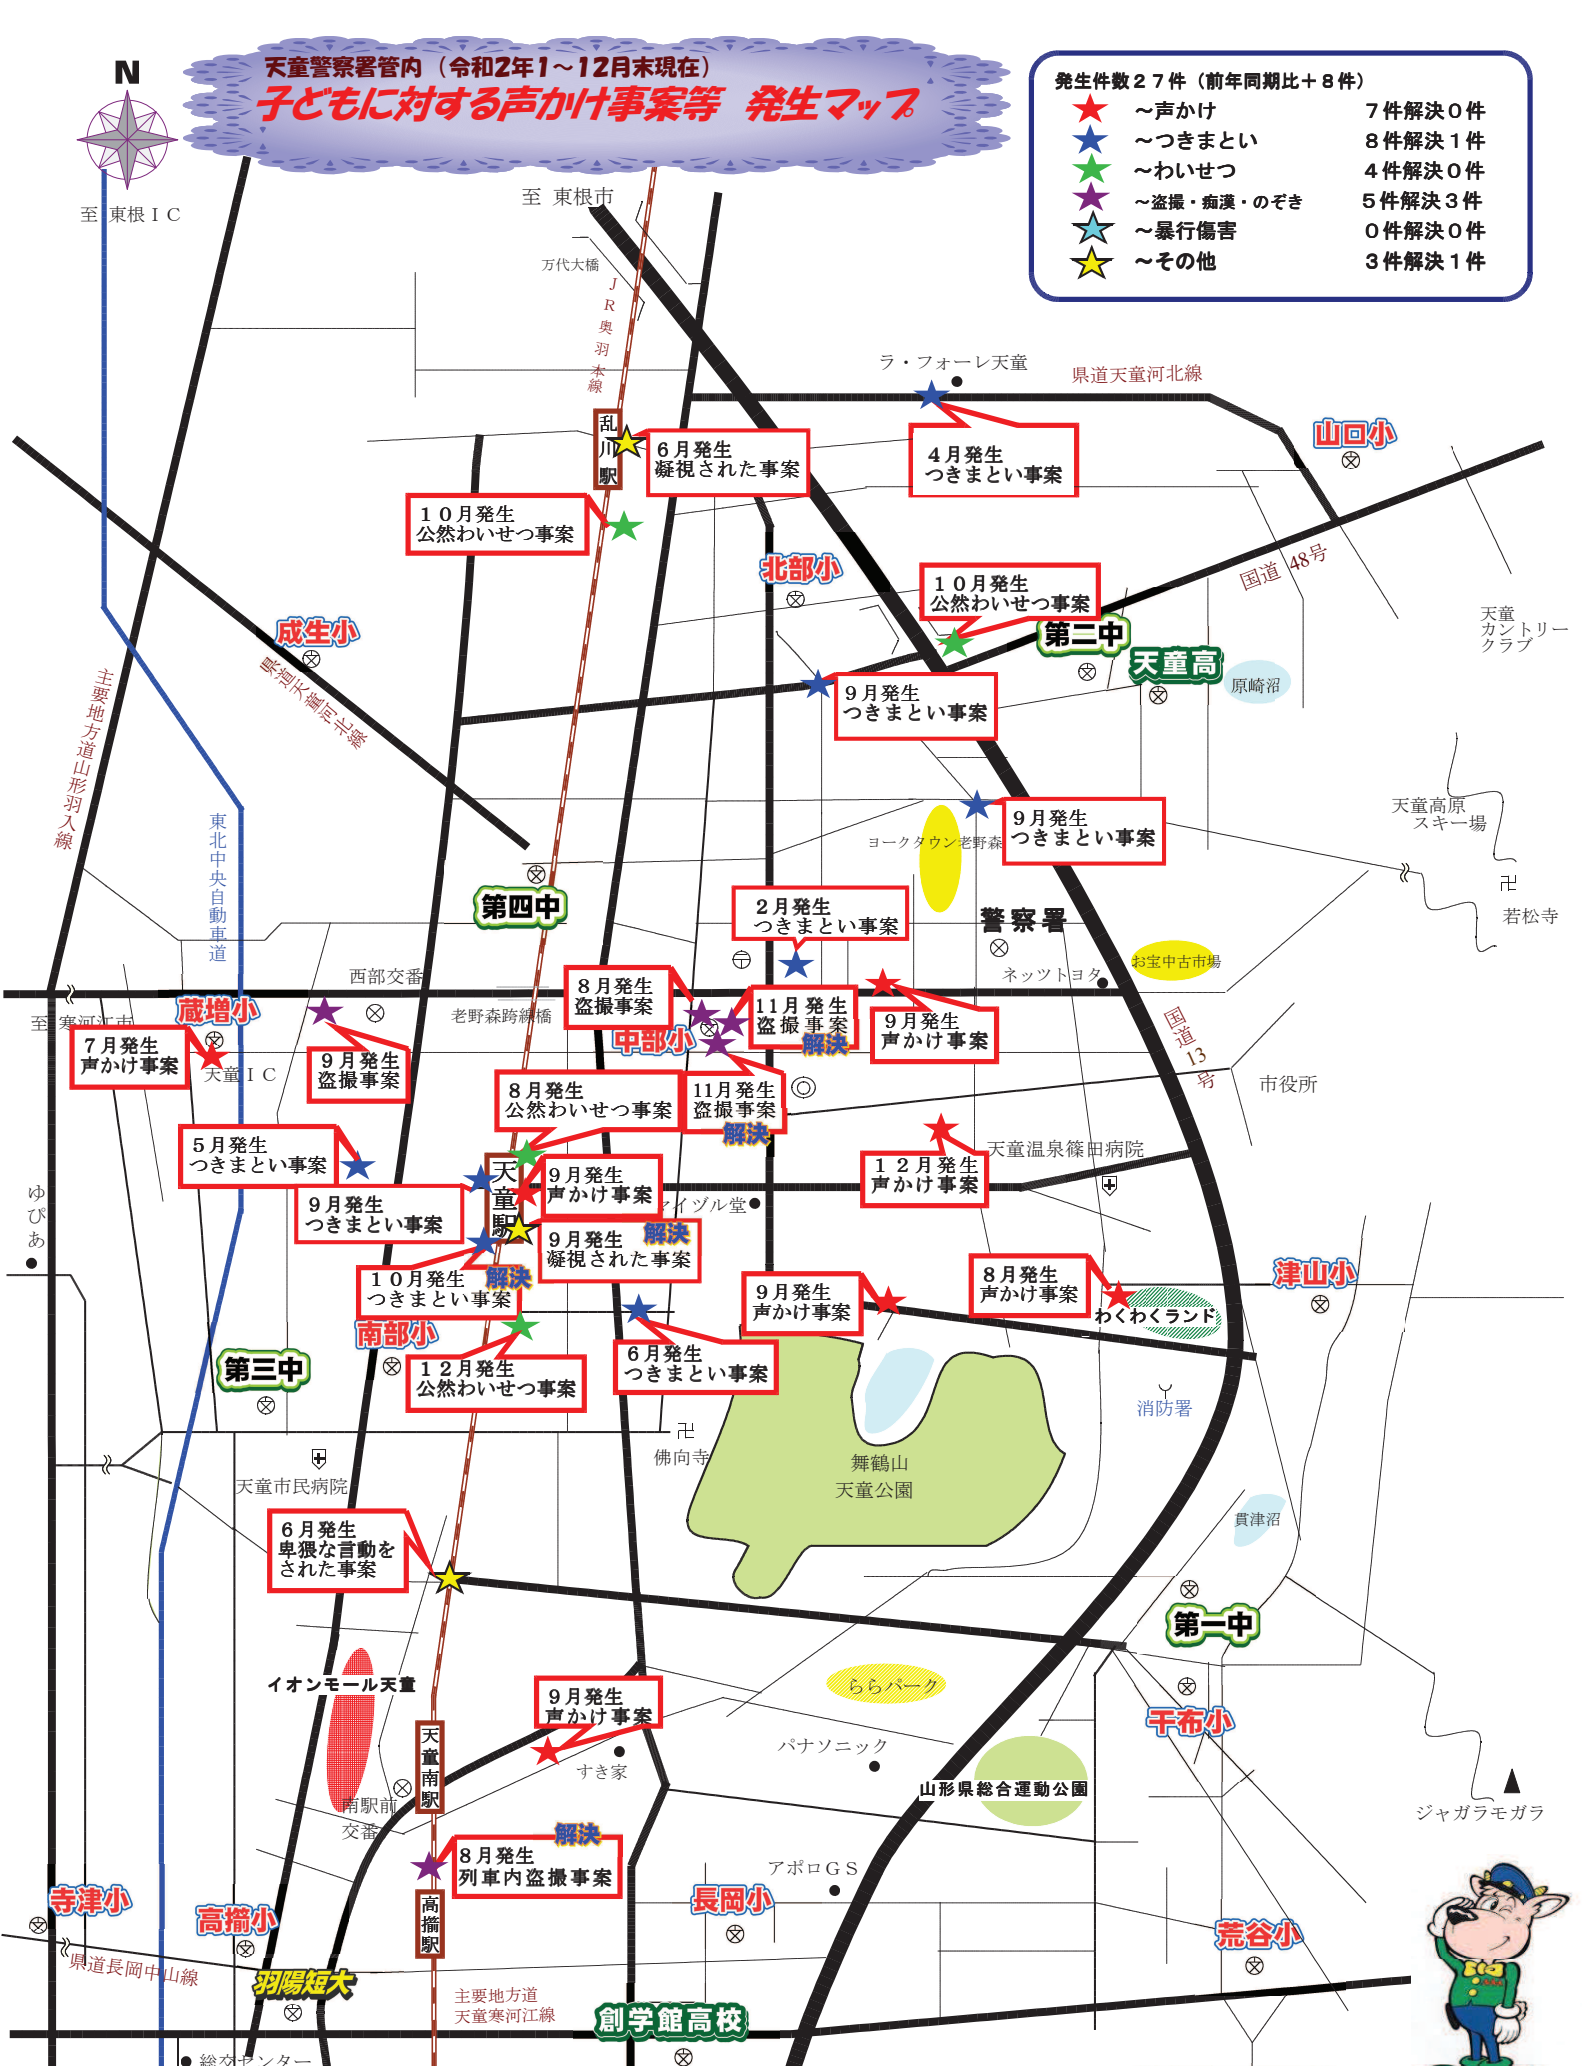 天童警察署管内（令和2年1～12月末現在）
子どもに対する声かけ事案等　発生マップ
発生件数２７件（前年同期比＋８件）
～声かけ　７件解決０件
～つきまとい　８件解決１件
～わいせつ　４件解決０件
～盗撮・痴漢・のぞき　５件解決３件
～暴行傷害　０件解決０件
～その他　３件解決１件
N
至 東根ＩＣ
至 東根市
万代大橋
ＪＲ奥羽本線
ラ・フォーレ天童
県道天童河北線
乱川駅
６月発生
凝視された事案
４月発生
つきまとい事案
山口小
１０月発生
公然わいせつ事案
北部小
１０月発生
公然わいせつ事案
国道 48号
第二中
天童高
原崎沼
天童
カントリー
クラブ
成生小
県道天童河北線
主要地方道山形羽入線
９月発生
つきまとい事案
９月発生
つきまとい事案
ヨークタウン老野森
天童高原
スキー場
東北中央自動車道
第四中
２月発生
つきまとい事案
警察署
若松寺
お宝中古市場
ネッツトヨタ
西部交番
老野森跨線橋
８月発生
盗撮事案
11月発生
盗撮事案
解決
９月発生
声かけ事案
国道13号
至 寒河江市
蔵増小
中部小
７月発生
声かけ事案
天童ＩＣ
９月発生
盗撮事案
８月発生
公然わいせつ事案
11月発生
盗撮事案
解決
市役所
５月発生
つきまとい事案
天童駅
９月発生
声かけ事案
１２月発生
声かけ事案
天童温泉篠田病院
マイヅル堂
ゆぴあ
９月発生
つきまとい事案
９月発生
凝視された事案
解決
１０月発生
つきまとい事案
解決
９月発生
声かけ事案
８月発生
声かけ事案
わくわくランド
津山小
南部小
６月発生
つきまとい事案
１２月発生
公然わいせつ事案
第三中
消防署
佛向寺
舞鶴山
天童公園
天童市民病院
貫津沼
６月発生
卑猥な言動を
された事案
第一中
イオンモール天童
ららパーク
９月発生
声かけ事案
干布小
すき家
パナソニック
天童南駅
南駅前
交番
山形県総合運動公園
ジャガラモガラ
８月発生
列車内盗撮事案
解決
アポロＧＳ
寺津小
高擶小
高擶駅
長岡小
荒谷小
県道長岡中山線
羽陽短大
主要地方道
天童寒河江線
創学館高校
総交センター